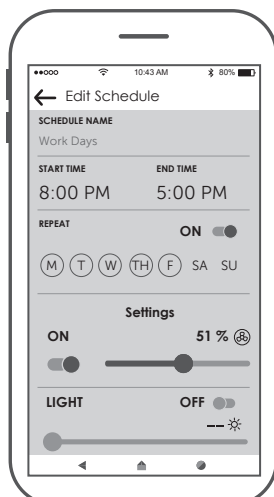 10:43 AM 80%
Edit Schedule
SCHEDULE NAME
Work Days
START TIME END TIME
8:00 PM 5:00 PM
REPEAT ON
M T W TH F SA SU
Settings
ON 51 %
LIGHT OFF
--